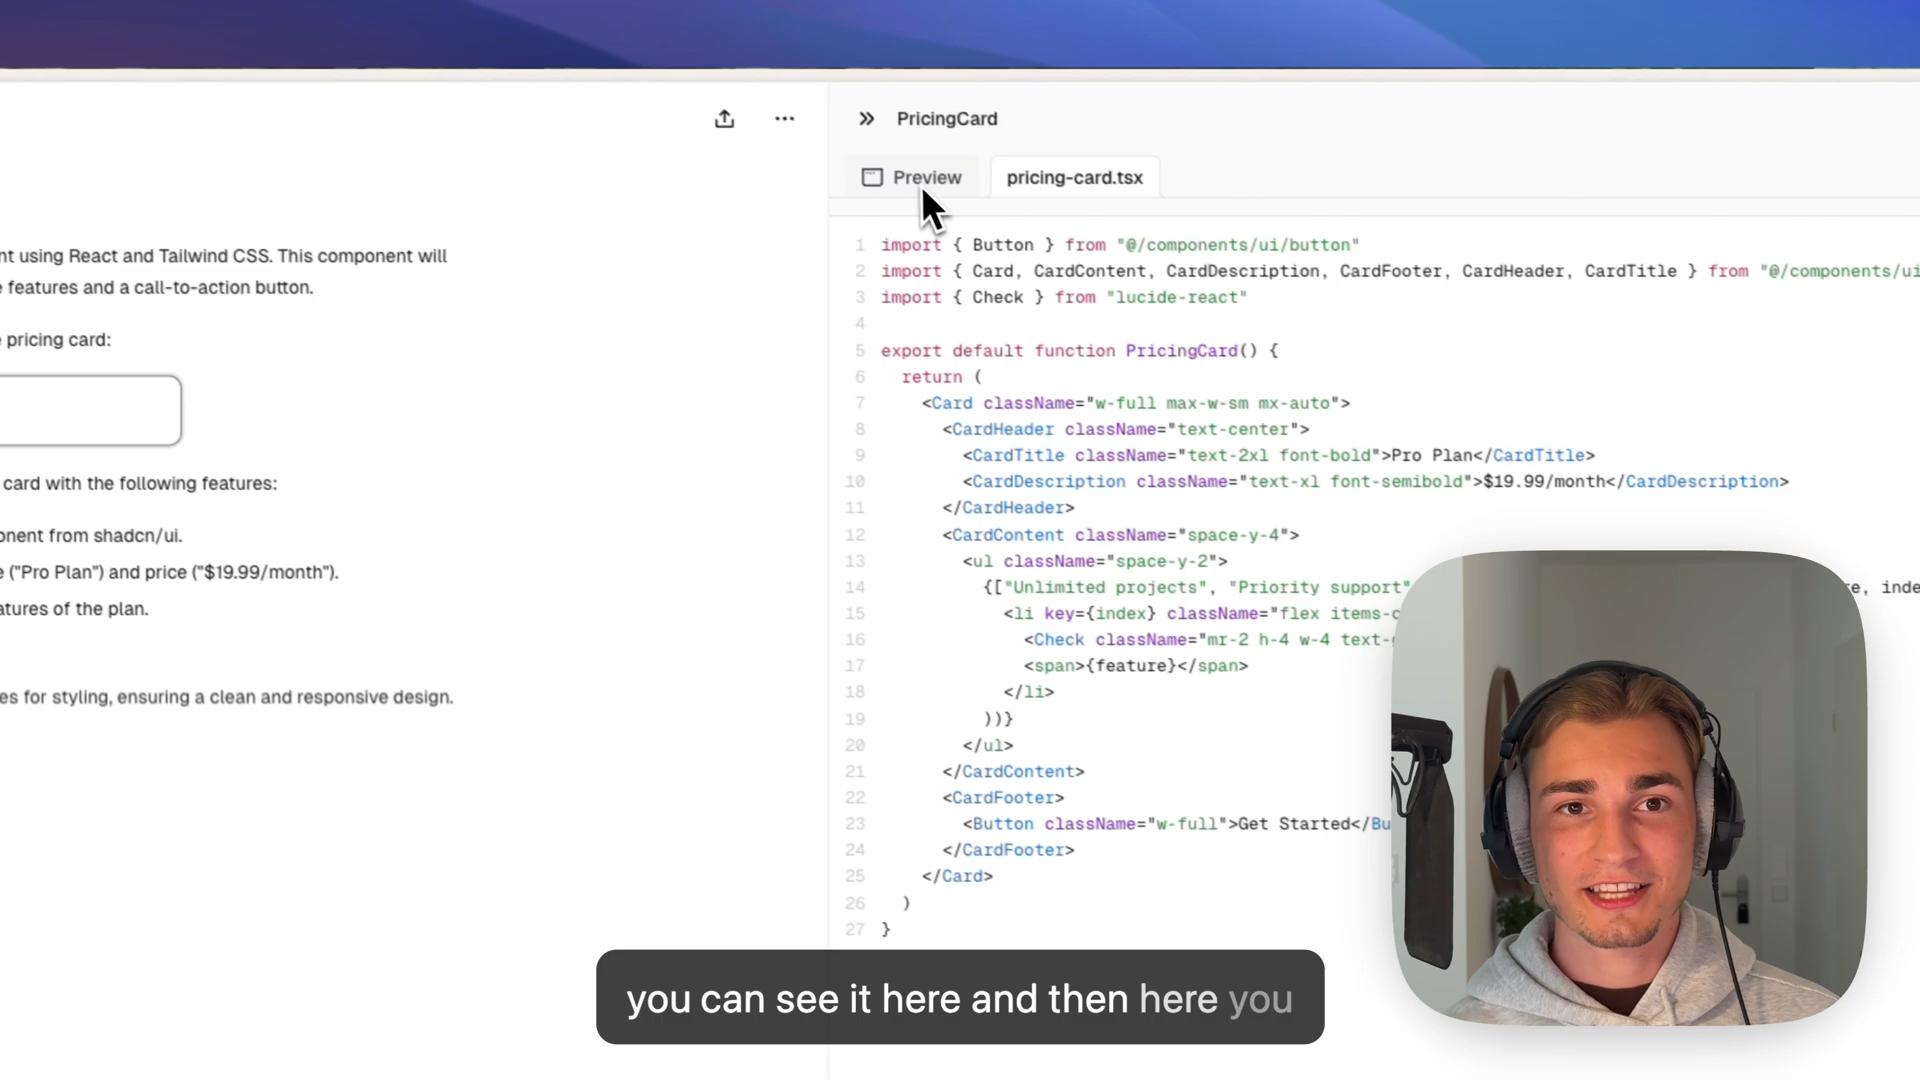 nt using React and Tailwind CSS. This component will
features and a call-to-action button.
pricing card:
card with the following features:
onent from shadcn/ui.
("Pro Plan") and price ("$19.99/month").
atures of the plan.
es for styling, ensuring a clean and responsive design.
PricingCard
Preview
pricing-card.tsx
1 import { Button } from "@/components/ui/button"
2 import { Card, CardContent, CardDescription, CardFooter, CardHeader, CardTitle } from "@/components/ui
3 import { Check } from "lucide-react"
4
5 export default function PricingCard() {
6 return (
7 <Card className="w-full max-w-sm mx-auto">
8 <CardHeader className="text-center">
9 <CardTitle className="text-2xl font-bold">Pro Plan</CardTitle>
10 <CardDescription className="text-xl font-semibold">$19.99/month</CardDescription>
11 </CardHeader>
12 <CardContent className="space-y-4">
13 <ul className="space-y-2">
14 {["Unlimited projects", "Priority support" e, inde
15 <li key={index} className="flex items-c
16 <Check className="mr-2 h-4 w-4 text-
17 <span>{feature}</span>
18 </li>
19 ))}
20 </ul>
21 </CardContent>
22 <CardFooter>
23 <Button className="w-full">Get Started</Bu
24 </CardFooter>
25 </Card>
26 )
27 }
you can see it here and then here you